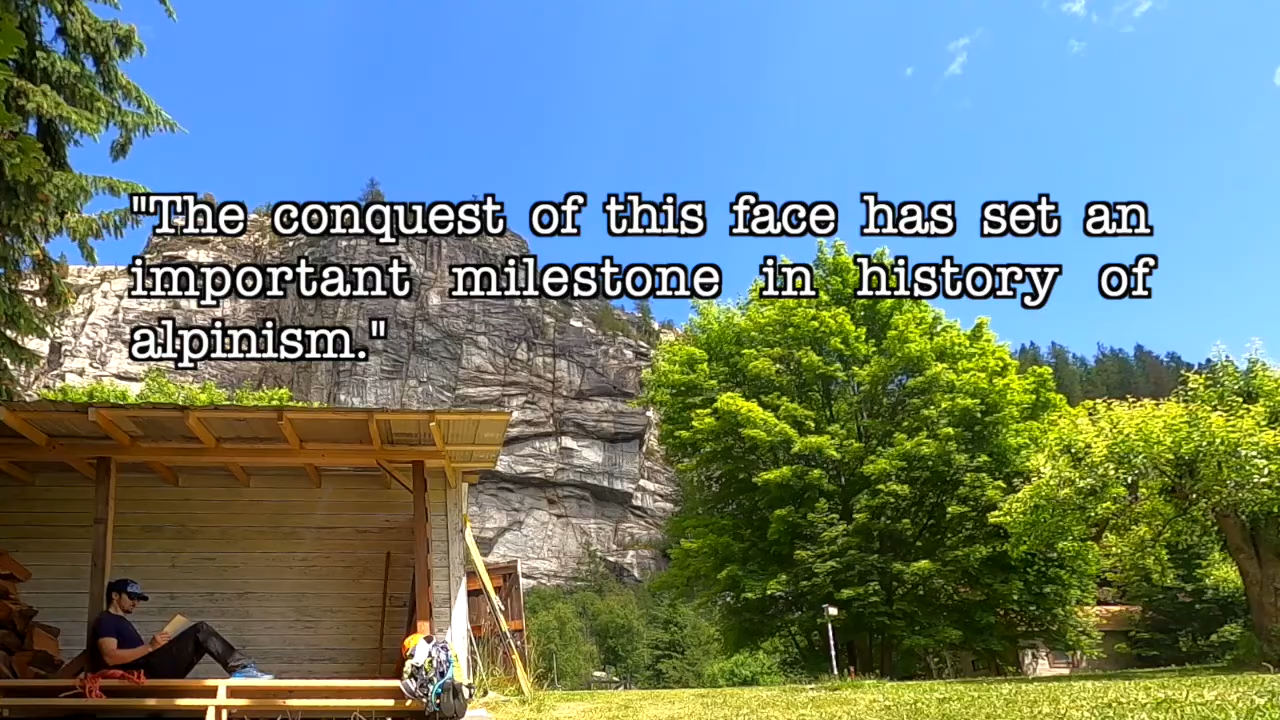 "The conquest of this face has set an
important milestone in history of
alpinism."